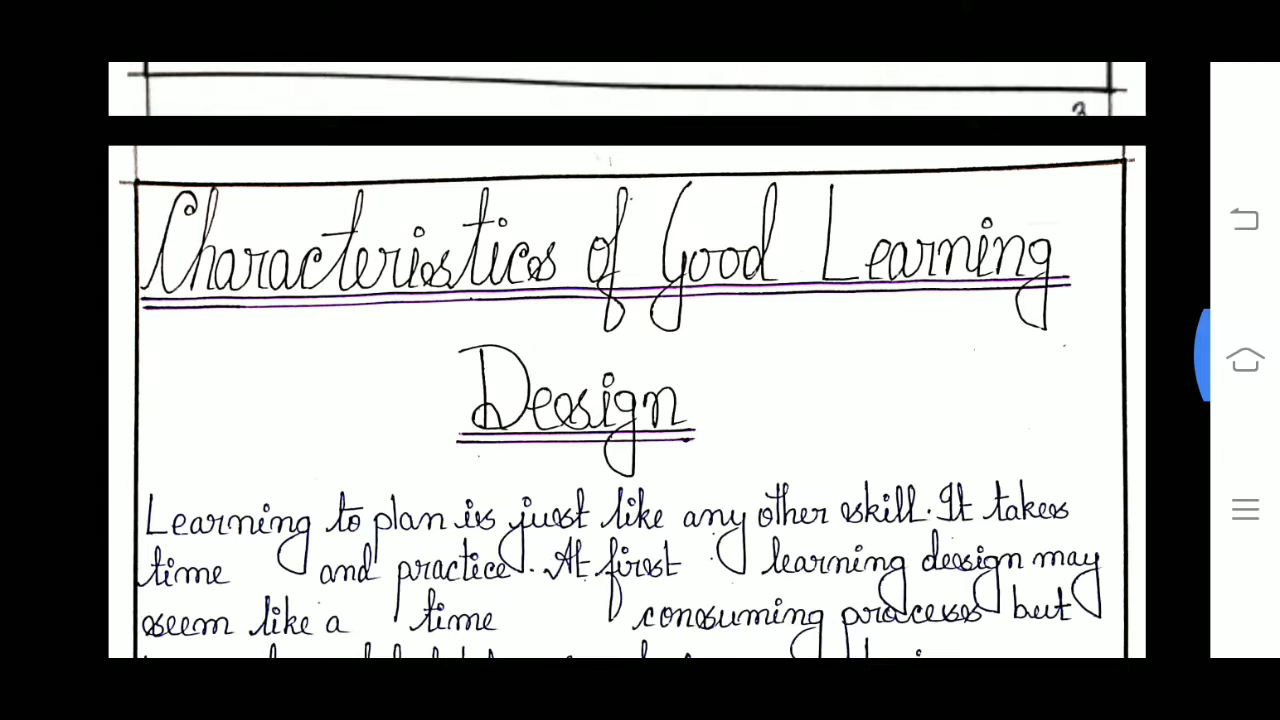 3
Characteristics of Good Learning
Design
Learning to plan is just like any other skill. It takes
time and practice. At first learning design may
seem like a time consuming process but